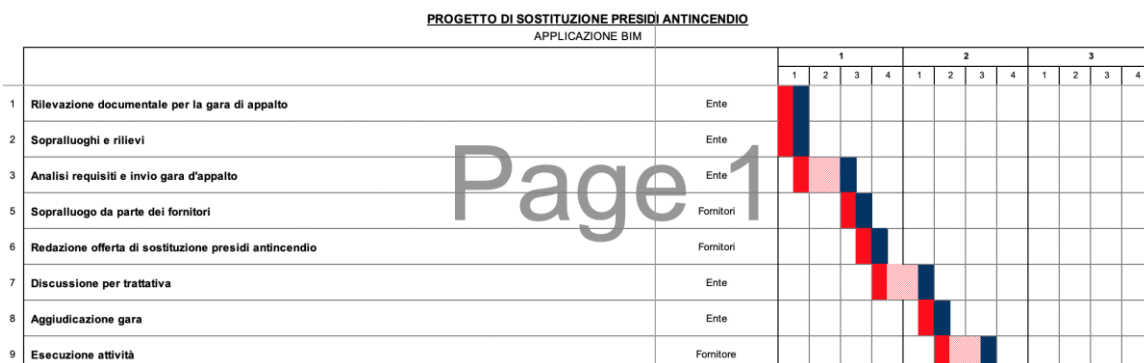 PROGETTO DI SOSTITUZIONE PRESIDI ANTINCENDIO
APPLICAZIONE BIM
1 2 3
1 2 3 4 1 2 3 4 1 2 3 4
1 Rilevazione documentale per la gara di appalto Ente
2 Sopralluoghi e rilievi Ente
3 Analisi requisiti e invio gara d'appalto Ente
5 Sopralluogo da parte dei fornitori Fornitori
6 Redazione offerta di sostituzione presidi antincendio Fornitori
7 Discussione per trattativa Ente
8 Aggiudicazione gara Ente
9 Esecuzione attività Fornitore
Page 1